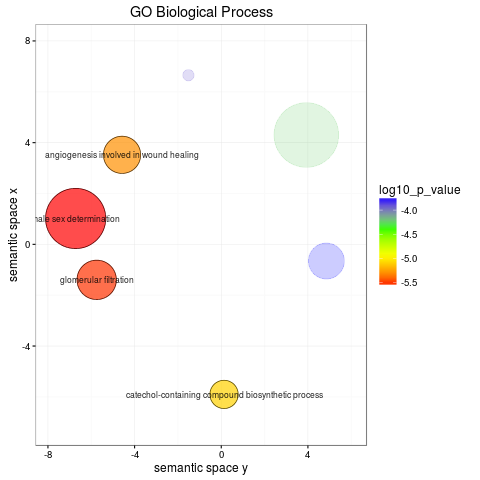 GO Biological Process
8
4
0
-4
semantic space x
angiogenesis involved in wound healing
male sex determination
glomerular filtration
catechol-containing compound biosynthetic process
-8
-4
0
4
semantic space y
log10_p_value
-4.0
-4.5
-5.0
-5.5